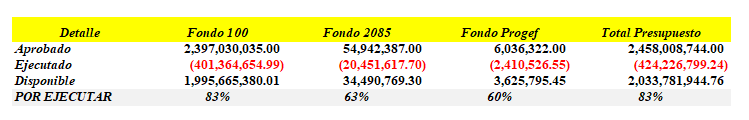 Detalle Fondo 100 Fondo 2085 Fondo Progef Total Presupuesto
Aprobado 2,397,030,035.00 54,942,387.00 6,036,322.00 2,458,008,744.00
Ejecutado (401,364,654.99) (20,451,617.70) (2,410,526.55) (424,226,799.24)
Disponible 1,995,665,380.01 34,490,769.30 3,625,795.45 2,033,781,944.76
POR EJECUTAR 83% 63% 60% 83%